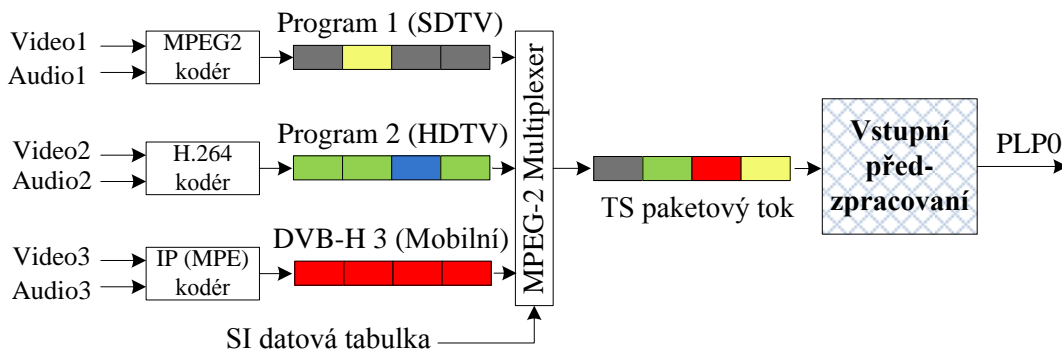 Program 1 (SDTV)
Video1
Audio1
MPEG2
kodér
Program 2 (HDTV)
Video2
Audio2
H.264
kodér
DVB-H 3 (Mobilní)
Video3
Audio3
IP (MPE)
kodér
SI datová tabulka
MPEG-2 Multiplexer
TS paketový tok
Vstupní
před-
zpracovaní
PLP0